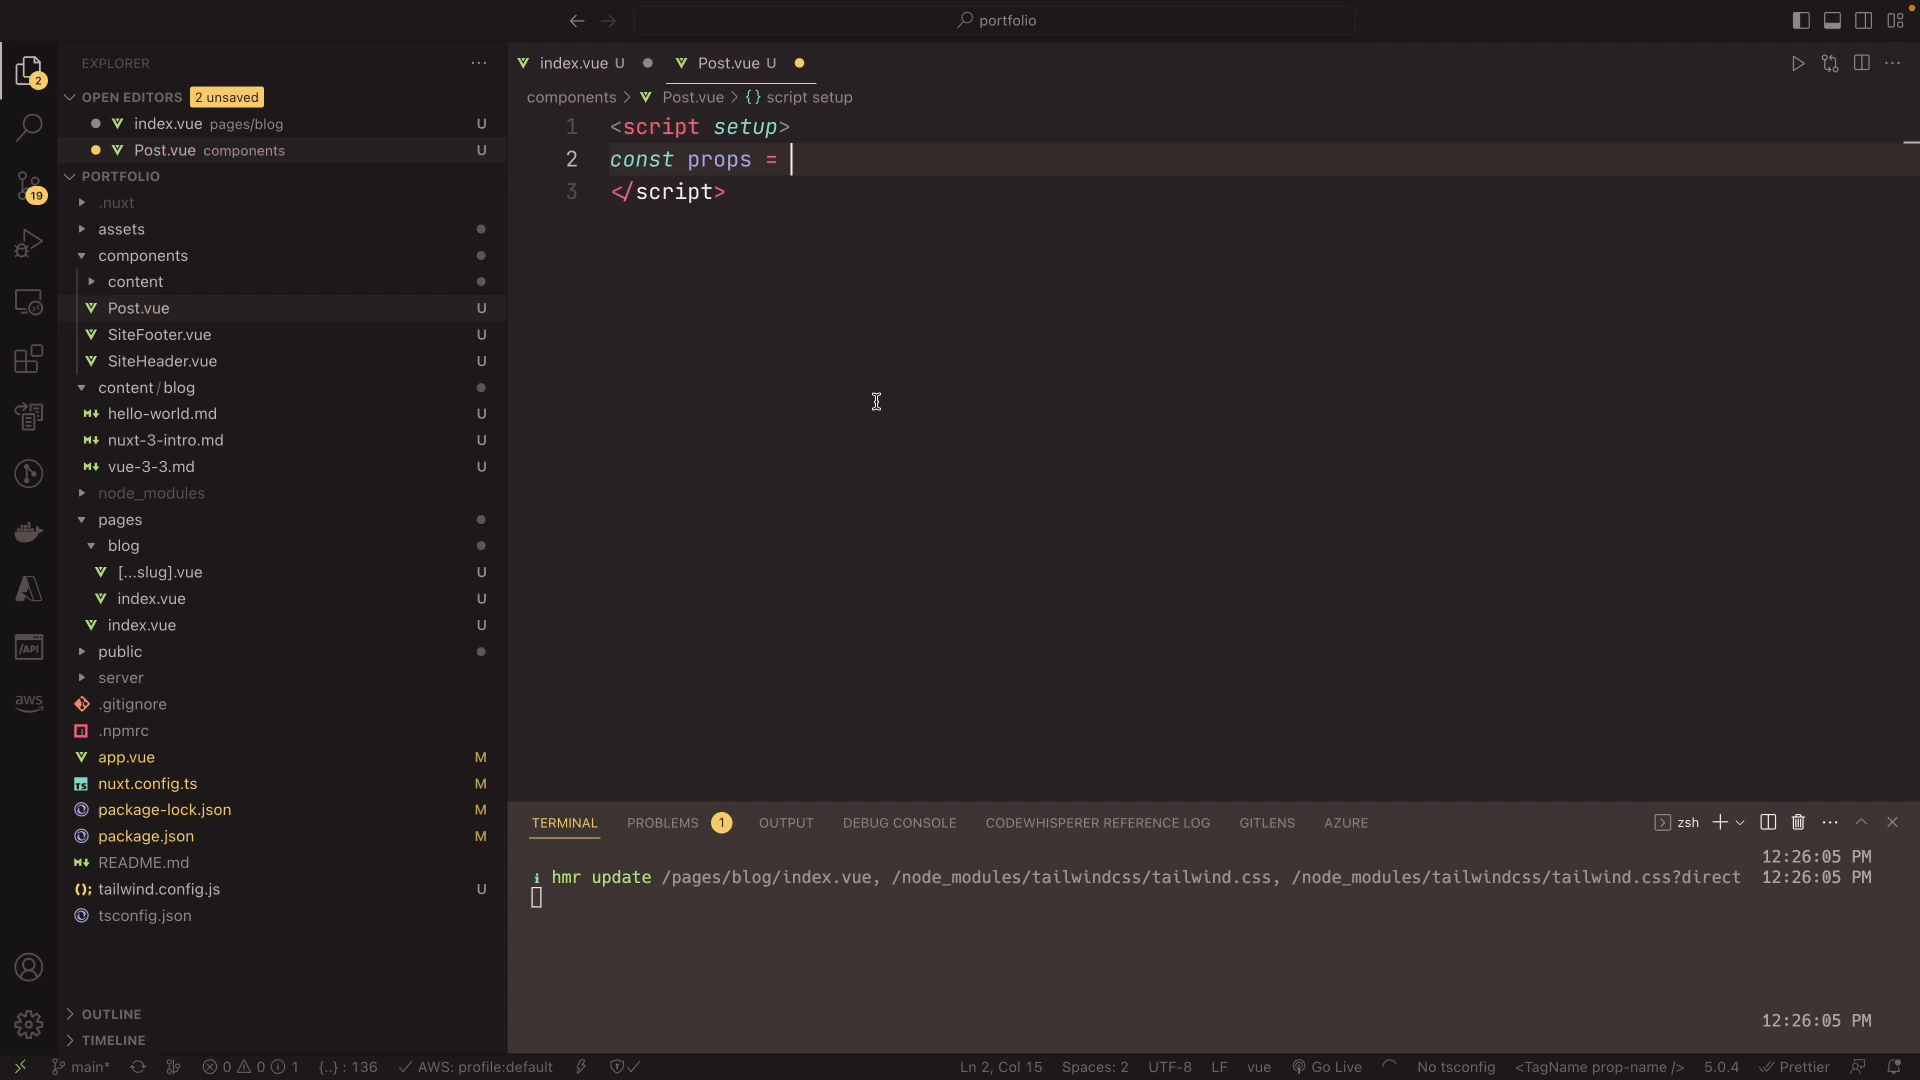 portfolio
EXPLORER
OPEN EDITORS 2 unsaved
index.vue pages/blog U
Post.vue components U
PORTFOLIO
.nuxt
assets
components
content
Post.vue U
SiteFooter.vue U
SiteHeader.vue U
content / blog
hello-world.md U
nuxt-3-intro.md U
vue-3-3.md U
node_modules
pages
blog
[...slug].vue U
index.vue U
index.vue U
public
server
.gitignore
.npmrc
app.vue M
nuxt.config.ts M
package-lock.json M
package.json M
README.md
tailwind.config.js U
tsconfig.json
OUTLINE
TIMELINE
2
19
/API
aws
index.vue U
Post.vue U
components > Post.vue > {} script setup
1 <script setup>
2 const props =
3 </script>
TERMINAL PROBLEMS 1 OUTPUT DEBUG CONSOLE CODEWHISPERER REFERENCE LOG GITLENS AZURE
zsh
12:26:05 PM
i hmr update /pages/blog/index.vue, /node_modules/tailwindcss/tailwind.css, /node_modules/tailwindcss/tailwind.css?direct 12:26:05 PM
12:26:05 PM
main* 0 0 1 {..} : 136 AWS: profile:default Ln 2, Col 15 Spaces: 2 UTF-8 LF vue Go Live No tsconfig <TagName prop-name /> 5.0.4 Prettier